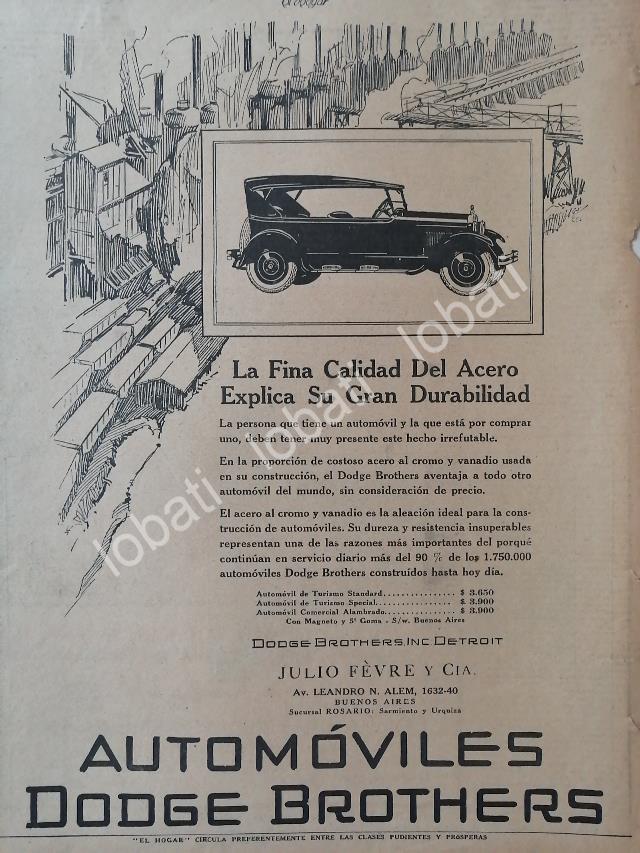 El Hogar
La Fina Calidad Del Acero
Explica Su Gran Durabilidad
La persona que tiene un automóvil y la que está por comprar
uno, deben tener muy presente este hecho irrefutable.
En la proporción de costoso acero al cromo y vanadio usada
en su construcción, el Dodge Brothers aventaja a todo otro
automóvil del mundo, sin consideración de precio.
El acero al cromo y vanadio es la aleación ideal para la cons-
trucción de automóviles. Su dureza y resistencia insuperables
representan una de las razones más importantes del porqué
continúan en servicio diario más del 90 % de los 1.750.000
automóviles Dodge Brothers construídos hasta hoy día.
Automóvil de Turismo Standard................ $ 3.650
Automóvil de Turismo Special.................. $ 3.900
Automóvil Comercial Alambrado................ $ 3.900
Con Magneto y 5ª Goma - S/w. Buenos Aires
DODGE BROTHERS, INC DETROIT
JULIO FÈVRE Y CIA.
Av. LEANDRO N. ALEM, 1632-40
BUENOS AIRES
Sucursal ROSARIO: Sarmiento y Urquiza
AUTOMÓVILES
DODGE BROTHERS
"EL HOGAR" CIRCULA PREFERENTEMENTE ENTRE LAS CLASES PUDIENTES Y PRÓSPERAS
lobati lobati lobati lobati